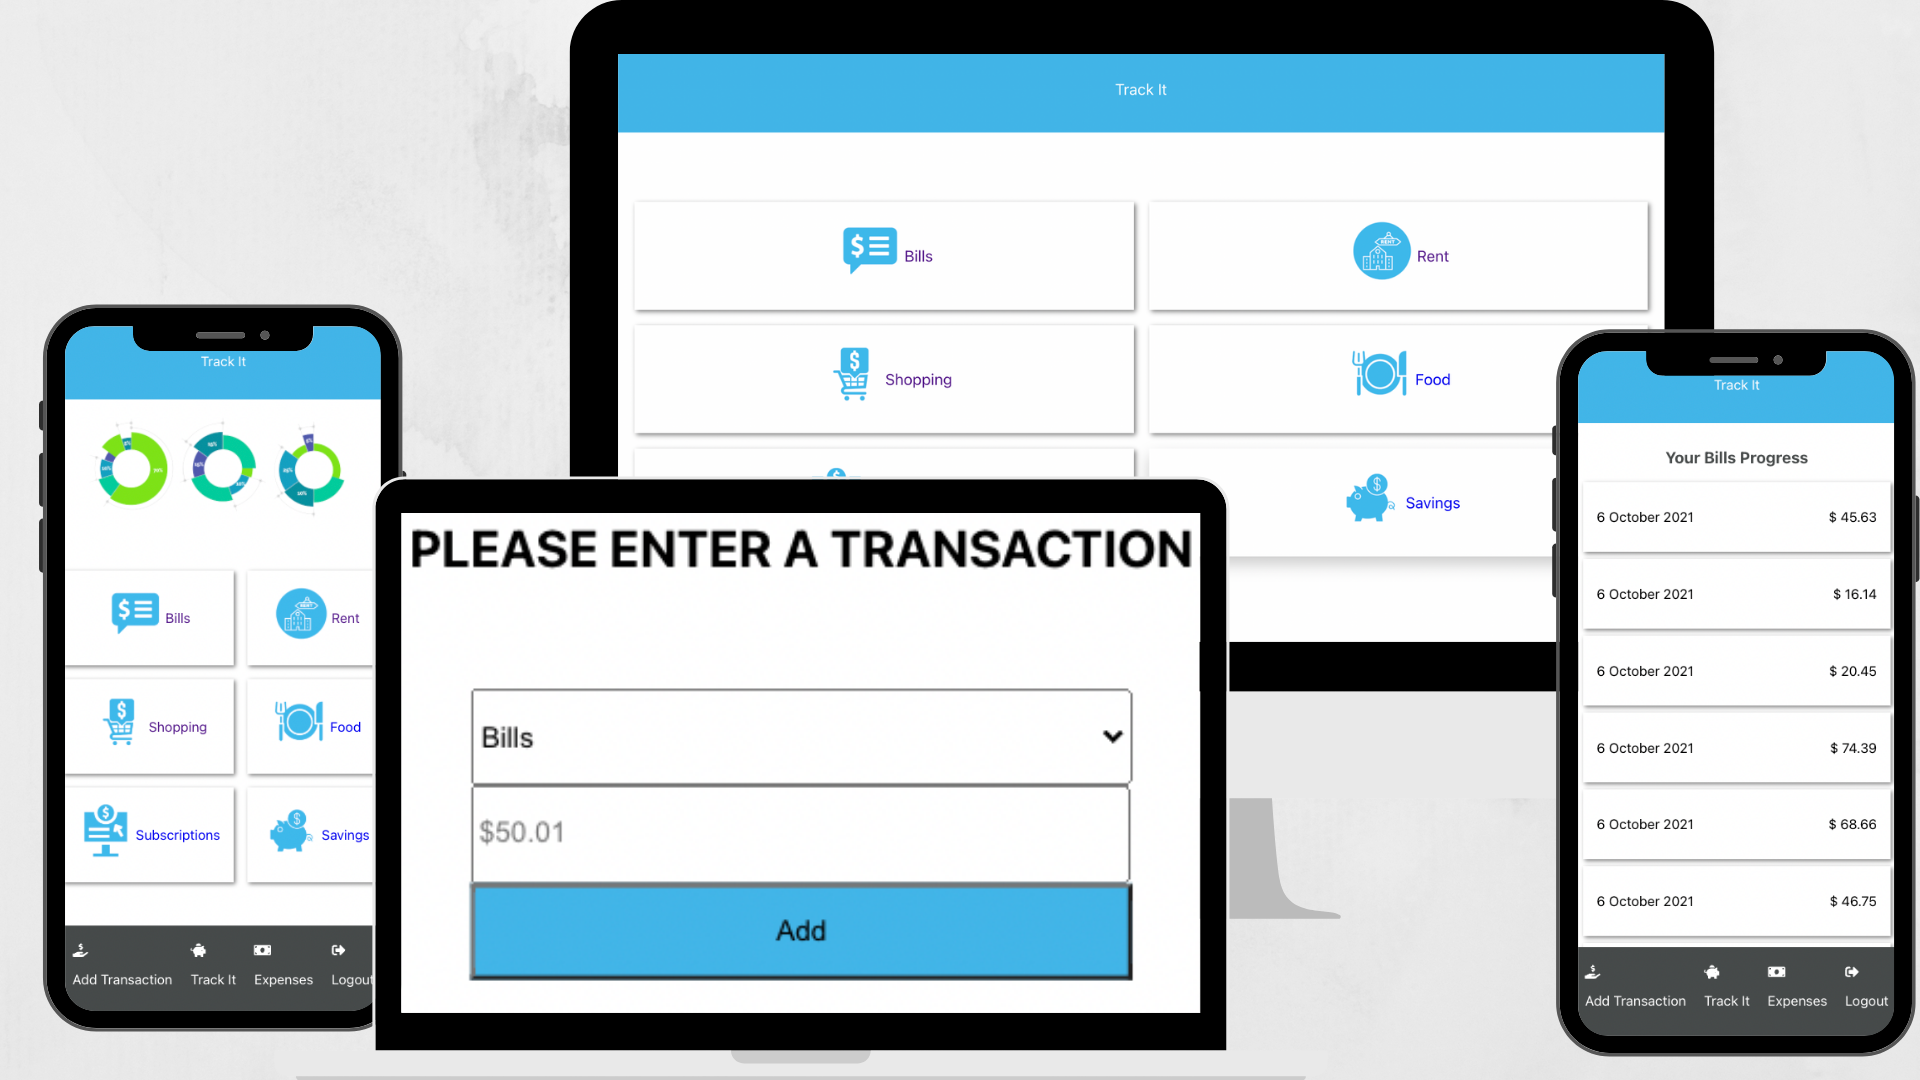 Track It
Bills
Rent
Shopping
Food
Savings
Track It
Bills
Rent
Shopping
Food
Subscriptions
Savings
Add Transaction
Track It
Expenses
Logout
PLEASE ENTER A TRANSACTION
Bills
$50.01
Add
Track It
Your Bills Progress
6 October 2021 $ 45.63
6 October 2021 $ 16.14
6 October 2021 $ 20.45
6 October 2021 $ 74.39
6 October 2021 $ 68.66
6 October 2021 $ 46.75
Add Transaction
Track It
Expenses
Logout